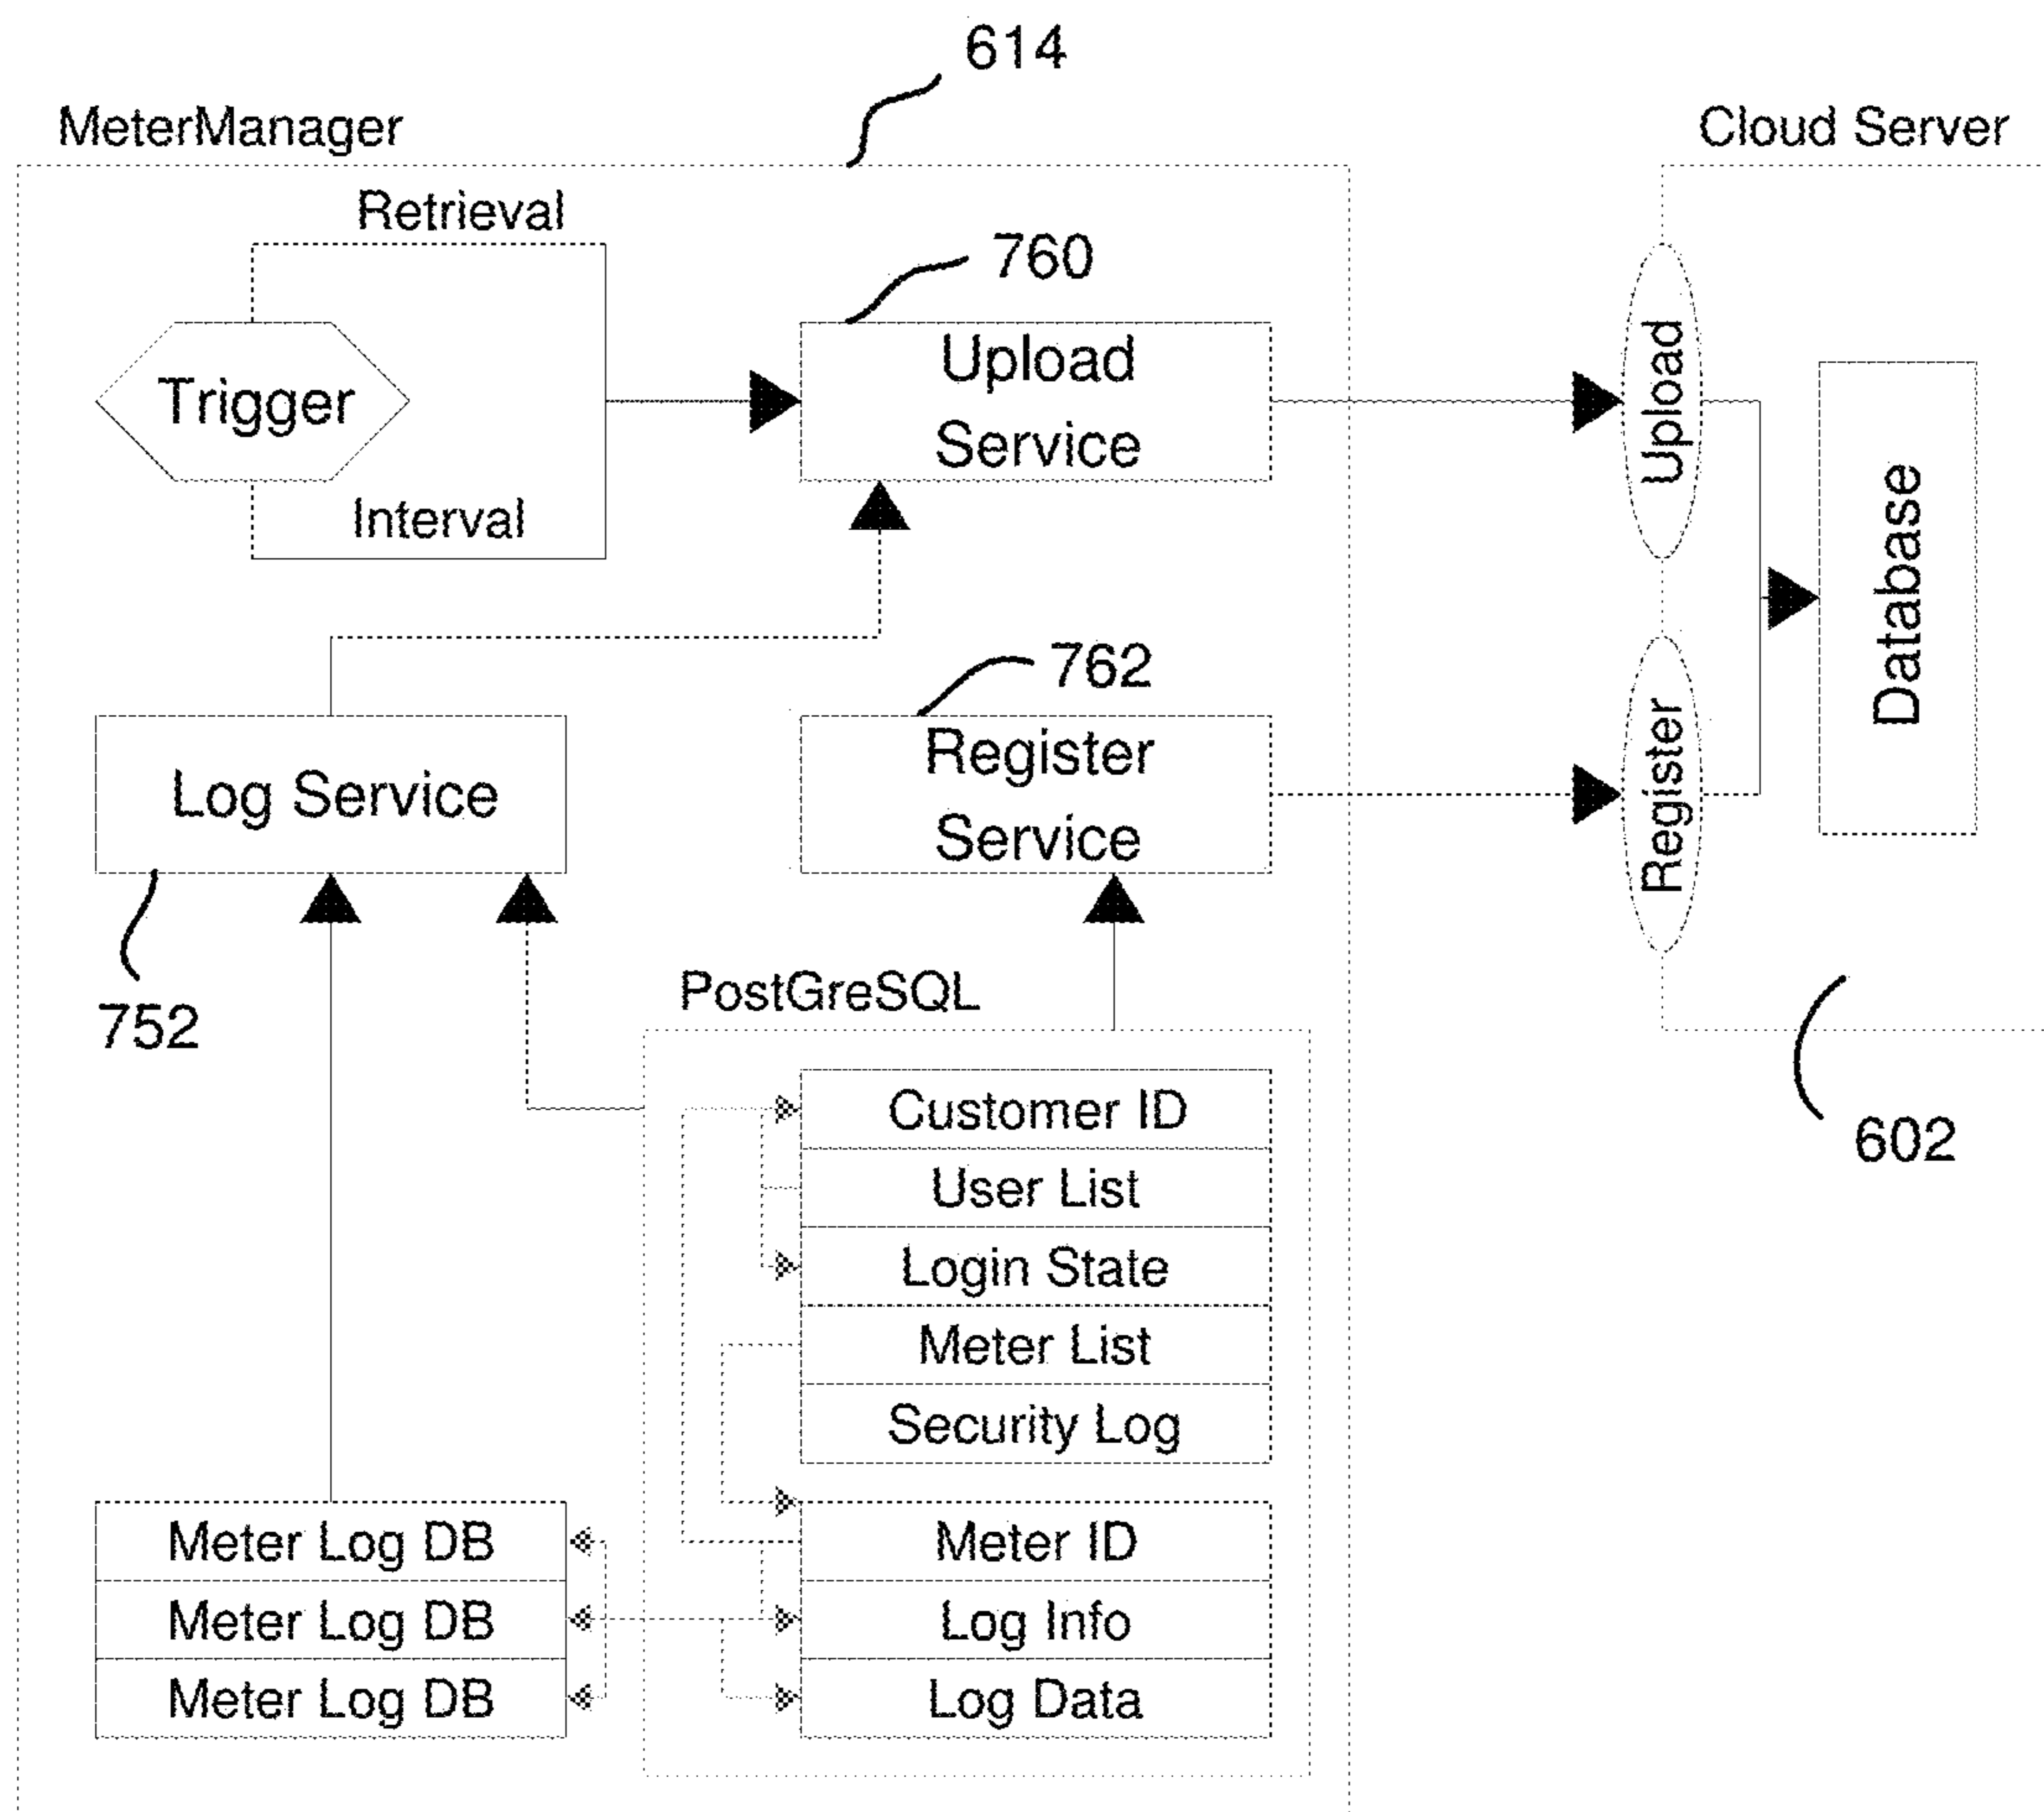 614
MeterManager
Cloud Server
Retrieval
760
Trigger
Upload
Service
Upload
Interval
Database
762
Log Service
Register
Service
Register
752
PostGreSQL
602
Customer ID
User List
Login State
Meter List
Security Log
Meter Log DB
Meter ID
Meter Log DB
Log Info
Meter Log DB
Log Data